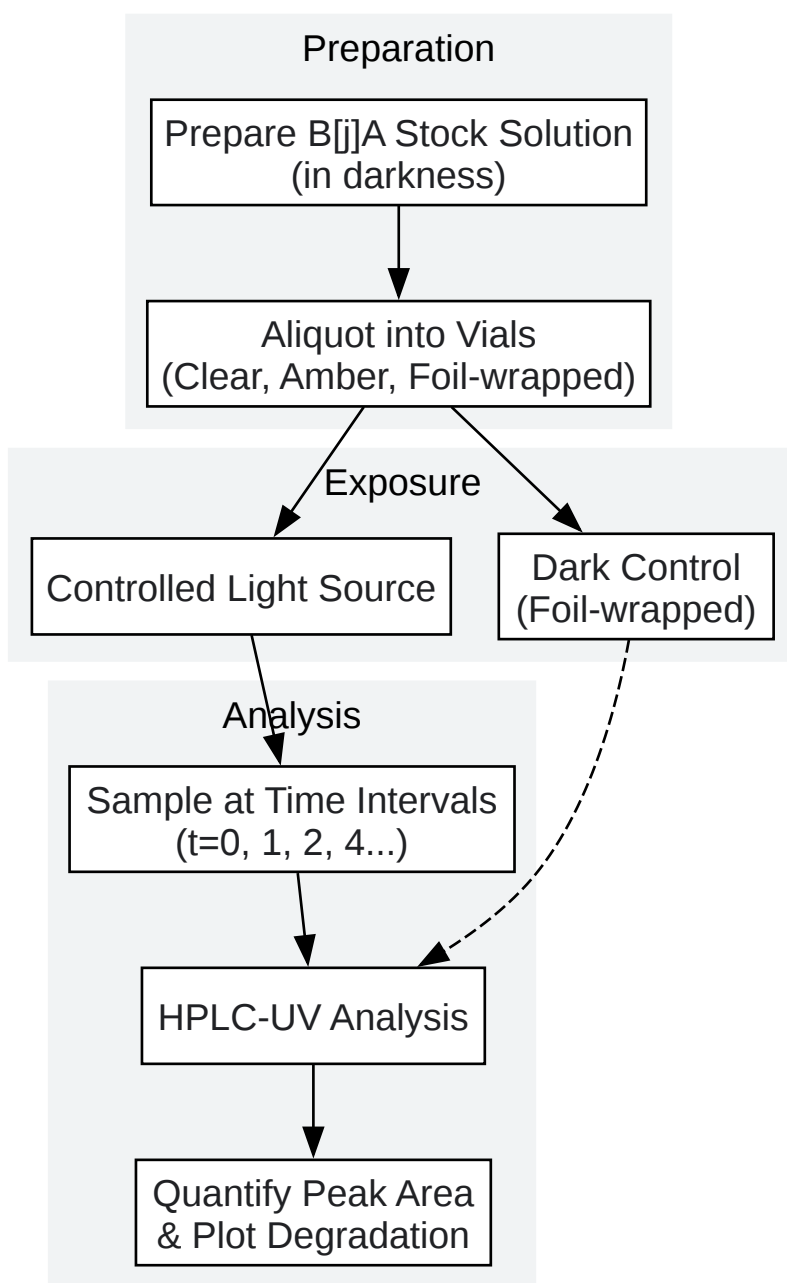 Preparation
Prepare B[j]A Stock Solution
(in darkness)
Aliquot into Vials
(Clear, Amber, Foil-wrapped)
Exposure
Controlled Light Source
Dark Control
(Foil-wrapped)
Analysis
Sample at Time Intervals
(t=0, 1, 2, 4...)
HPLC-UV Analysis
Quantify Peak Area
& Plot Degradation